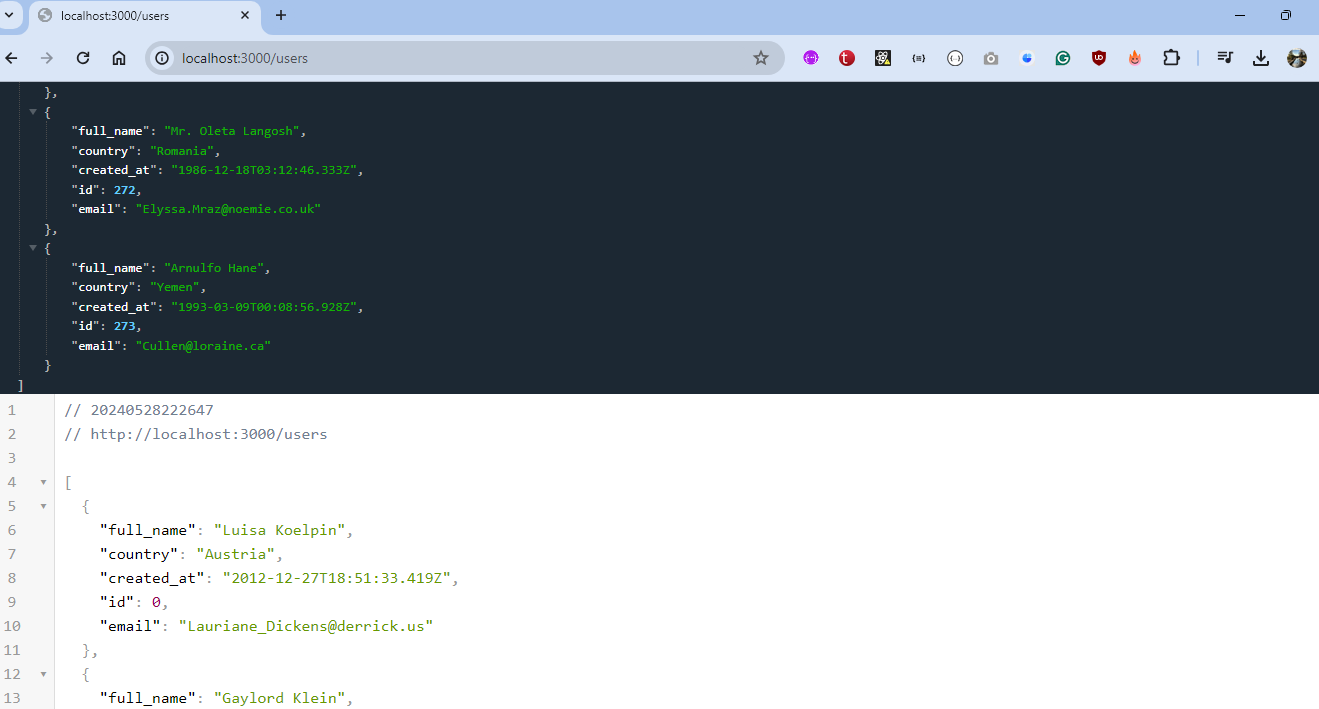 localhost:3000/users
localhost:3000/users
},
{
"full_name": "Mr. Oleta Langosh",
"country": "Romania",
"created_at": "1986-12-18T03:12:46.333Z",
"id": 272,
"email": "Elyssa.Mraz@noemie.co.uk"
},
{
"full_name": "Arnulfo Hane",
"country": "Yemen",
"created_at": "1993-03-09T00:08:56.928Z",
"id": 273,
"email": "Cullen@loraine.ca"
}
]
1 // 20240528222647
2 // http://localhost:3000/users
3
4 [
5 {
6 "full_name": "Luisa Koelpin",
7 "country": "Austria",
8 "created_at": "2012-12-27T18:51:33.419Z",
9 "id": 0,
10 "email": "Lauriane_Dickens@derrick.us"
11 },
12 {
13 "full_name": "Gaylord Klein",